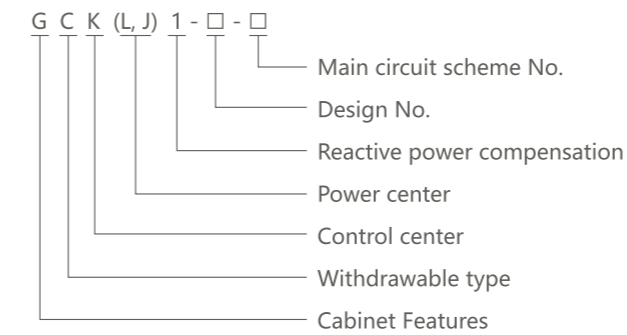 G C K (L, J) 1 - □ - □
Main circuit scheme No.
Design No.
Reactive power compensation
Power center
Control center
Withdrawable type
Cabinet Features